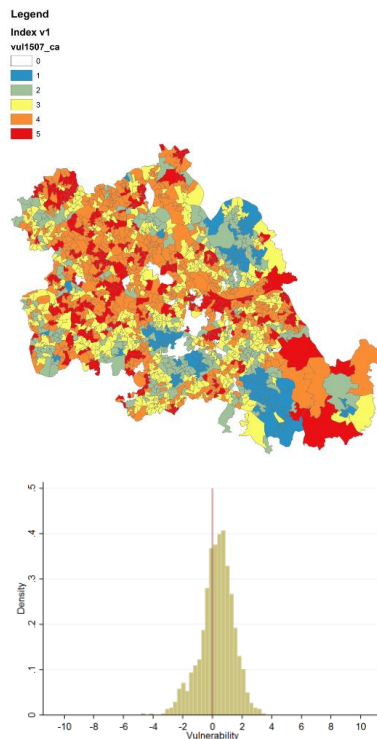 Legend
Index v1
vul1507_ca
0
1
2
3
4
5
.5
.4
.3
.2
.1
0
Density
-10 -8 -6 -4 -2 0 2 4 6 8 10
Vulnerability